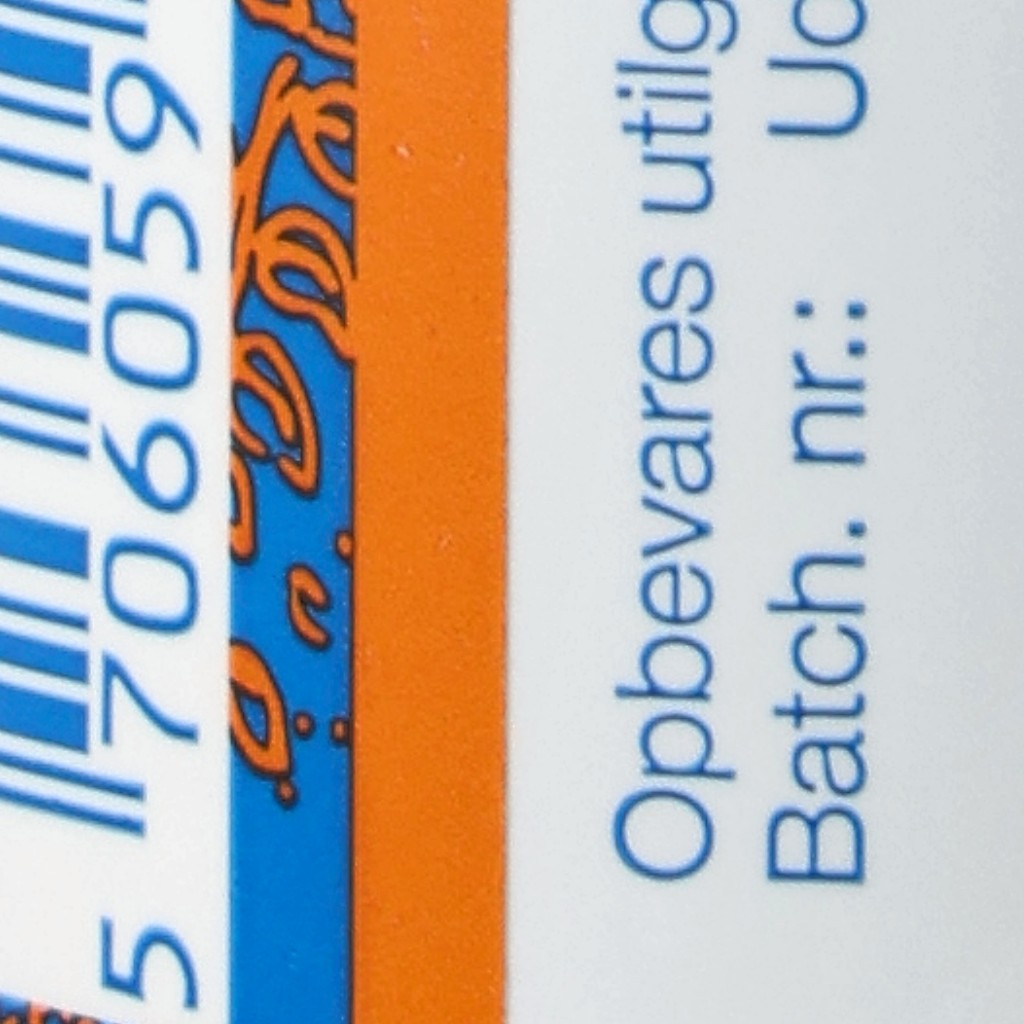 5 706059
Opbevares utilg
Batch. nr.: